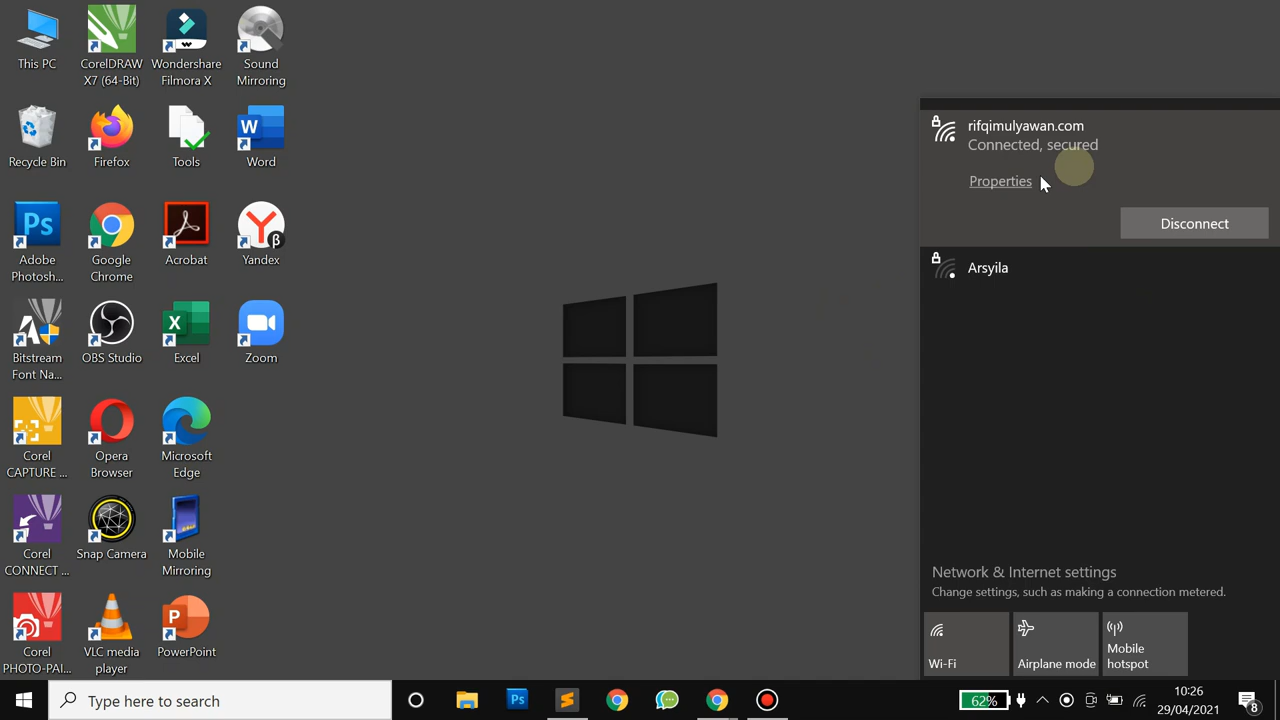 This PC
CorelDRAW
X7 (64-Bit)
Wondershare
Filmora X
Sound
Mirroring
Recycle Bin
Firefox
Tools
Word
Adobe
Photosh...
Google
Chrome
Acrobat
Yandex
Bitstream
Font Na...
OBS Studio
Excel
Zoom
Corel
CAPTURE ...
Opera
Browser
Microsoft
Edge
Corel
CONNECT ...
Snap Camera
Mobile
Mirroring
Corel
PHOTO-PAI...
VLC media
player
PowerPoint
rifqimulyawan.com
Connected, secured
Properties
Disconnect
Arsyila
Network & Internet settings
Change settings, such as making a connection metered.
Wi-Fi
Airplane mode
Mobile
hotspot
Type here to search
62%
10:26
29/04/2021
8